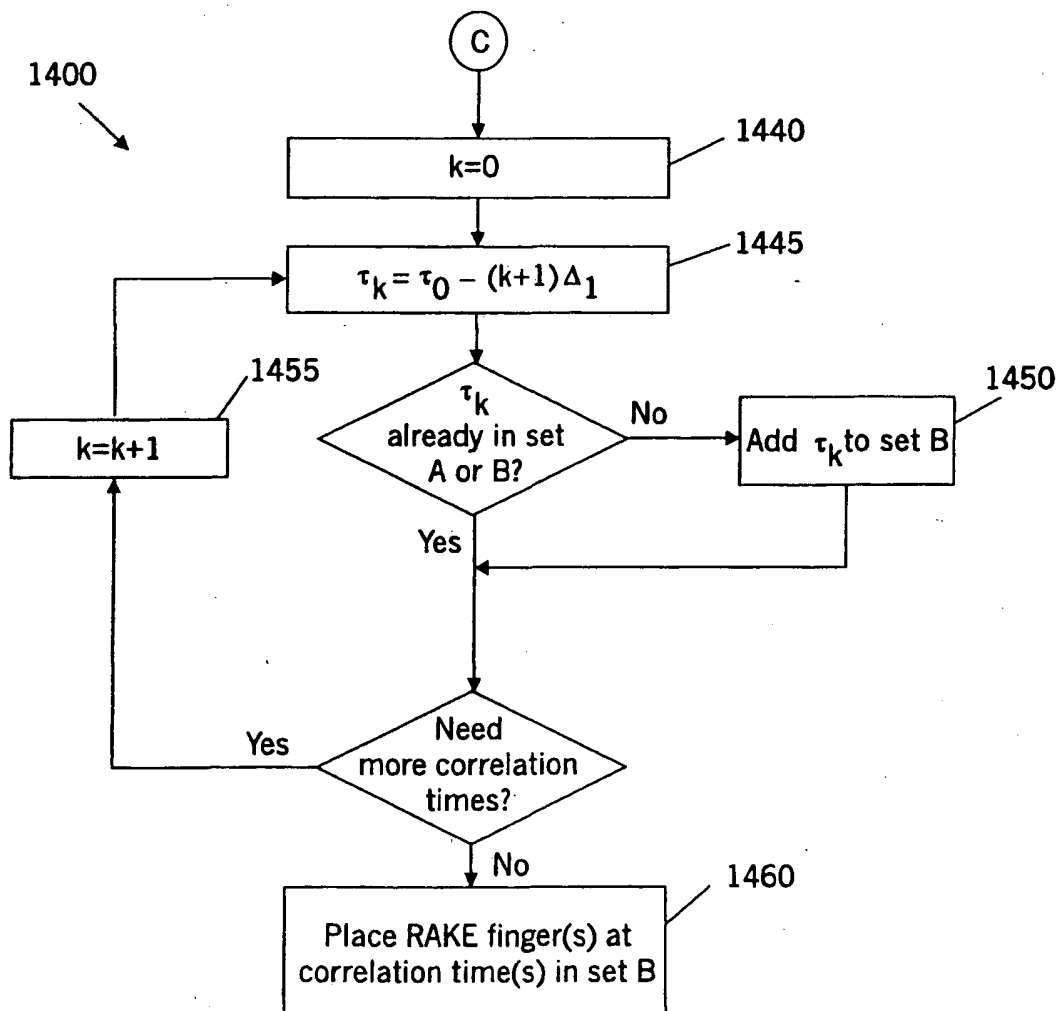 C
1400
1440
k=0
1445
τk = τ0 – (k+1) Δ1
1455
k=k+1
τk
already in set
A or B?
No
1450
Add τk to set B
Yes
Need
more correlation
times?
Yes
No
1460
Place RAKE finger(s) at
correlation time(s) in set B